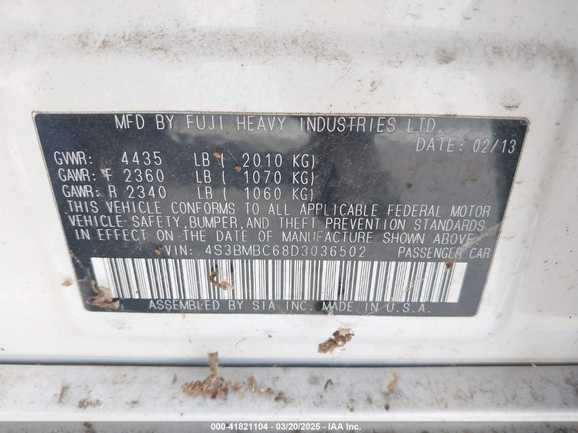 MFD BY FUJI HEAVY INDUSTRIES LTD.
DATE: 02/13
GVWR: 4435 LB ( 2010 KG)
GAWR: F 2360 LB ( 1070 KG)
GAWR: R 2340 LB ( 1060 KG)
THIS VEHICLE CONFORMS TO ALL APPLICABLE FEDERAL MOTOR
VEHICLE SAFETY, BUMPER, AND THEFT PREVENTION STANDARDS
IN EFFECT ON THE DATE OF MANUFACTURE SHOWN ABOVE.
VIN: 4S3BMBC68D3036502 PASSENGER CAR
ASSEMBLED BY SIA INC. MADE IN U.S.A.
000-41821104 — 03/20/2025 — IAA Inc.